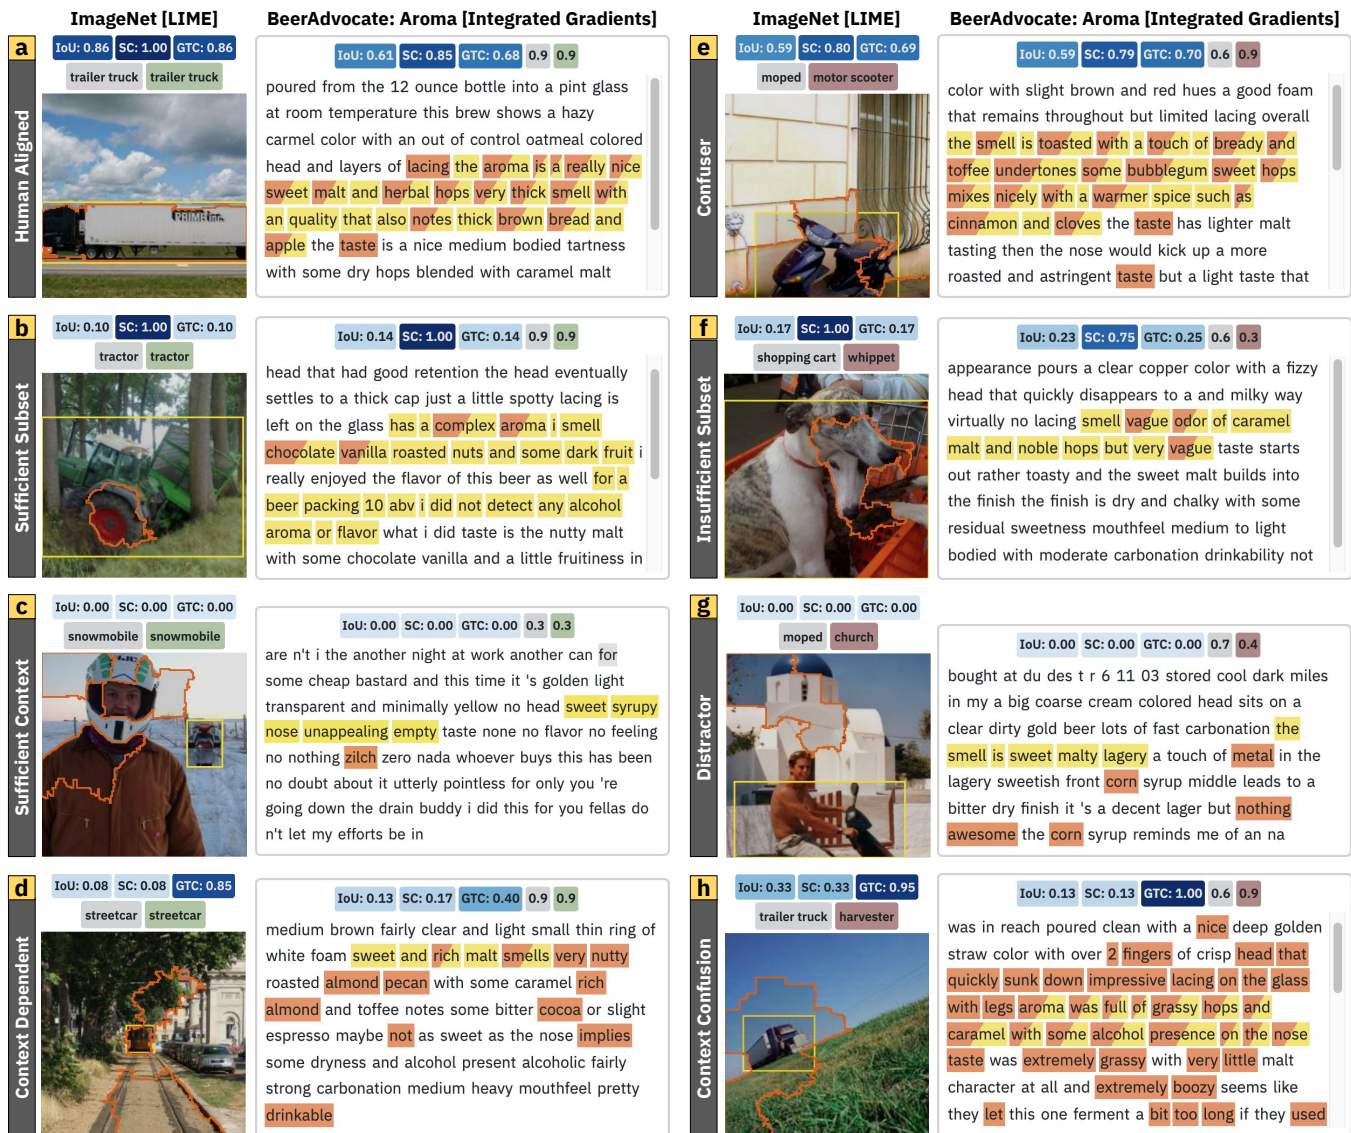 ImageNet [LIME]
BeerAdvocate: Aroma [Integrated Gradients]
a
Human Aligned
IoU: 0.86 SC: 1.00 GTC: 0.86
trailer truck trailer truck
PRIME inc.
IoU: 0.61 SC: 0.85 GTC: 0.68 0.9 0.9
poured from the 12 ounce bottle into a pint glass
at room temperature this brew shows a hazy
carmel color with an out of control oatmeal colored
head and layers of lacing the aroma is a really nice
sweet malt and herbal hops very thick smell with
an quality that also notes thick brown bread and
apple the taste is a nice medium bodied tartness
with some dry hops blended with caramel malt
b
Sufficient Subset
IoU: 0.10 SC: 1.00 GTC: 0.10
tractor tractor
IoU: 0.14 SC: 1.00 GTC: 0.14 0.9 0.9
head that had good retention the head eventually
settles to a thick cap just a little spotty lacing is
left on the glass has a complex aroma i smell
chocolate vanilla roasted nuts and some dark fruit i
really enjoyed the flavor of this beer as well for a
beer packing 10 abv i did not detect any alcohol
aroma or flavor what i did taste is the nutty malt
with some chocolate vanilla and a little fruitiness in
c
Sufficient Context
IoU: 0.00 SC: 0.00 GTC: 0.00
snowmobile snowmobile
IoU: 0.00 SC: 0.00 GTC: 0.00 0.3 0.3
are n't i the another night at work another can for
some cheap bastard and this time it 's golden light
transparent and minimally yellow no head sweet syrupy
nose unappealing empty taste none no flavor no feeling
no nothing zilch zero nada whoever buys this has been
no doubt about it utterly pointless for only you 're
going down the drain buddy i did this for you fellas do
n't let my efforts be in
d
Context Dependent
IoU: 0.08 SC: 0.08 GTC: 0.85
streetcar streetcar
IoU: 0.13 SC: 0.17 GTC: 0.40 0.9 0.9
medium brown fairly clear and light small thin ring of
white foam sweet and rich malt smells very nutty
roasted almond pecan with some caramel rich
almond and toffee notes some bitter cocoa or slight
espresso maybe not as sweet as the nose implies
some dryness and alcohol present alcoholic fairly
strong carbonation medium heavy mouthfeel pretty
drinkable
ImageNet [LIME]
BeerAdvocate: Aroma [Integrated Gradients]
e
Confuser
IoU: 0.59 SC: 0.80 GTC: 0.69
moped motor scooter
IoU: 0.59 SC: 0.79 GTC: 0.70 0.6 0.9
color with slight brown and red hues a good foam
that remains throughout but limited lacing overall
the smell is toasted with a touch of bready and
toffee undertones some bubblegum sweet hops
mixes nicely with a warmer spice such as
cinnamon and cloves the taste has lighter malt
tasting then the nose would kick up a more
roasted and astringent taste but a light taste that
f
Insufficient Subset
IoU: 0.17 SC: 1.00 GTC: 0.17
shopping cart whippet
IoU: 0.23 SC: 0.75 GTC: 0.25 0.6 0.3
appearance pours a clear copper color with a fizzy
head that quickly disappears to a and milky way
virtually no lacing smell vague odor of caramel
malt and noble hops but very vague taste starts
out rather toasty and the sweet malt builds into
the finish the finish is dry and chalky with some
residual sweetness mouthfeel medium to light
bodied with moderate carbonation drinkability not
g
Distractor
IoU: 0.00 SC: 0.00 GTC: 0.00
moped church
IoU: 0.00 SC: 0.00 GTC: 0.00 0.7 0.4
bought at du des t r 6 11 03 stored cool dark miles
in my a big coarse cream colored head sits on a
clear dirty gold beer lots of fast carbonation the
smell is sweet malty lagery a touch of metal in the
lagery sweetish front corn syrup middle leads to a
bitter dry finish it 's a decent lager but nothing
awesome the corn syrup reminds me of an na
h
Context Confusion
IoU: 0.33 SC: 0.33 GTC: 0.95
trailer truck harvester
IoU: 0.13 SC: 0.13 GTC: 1.00 0.6 0.9
was in reach poured clean with a nice deep golden
straw color with over 2 fingers of crisp head that
quickly sunk down impressive lacing on the glass
with legs aroma was full of grassy hops and
caramel with some alcohol presence on the nose
taste was extremely grassy with very little malt
character at all and extremely boozy seems like
they let this one ferment a bit too long if they used